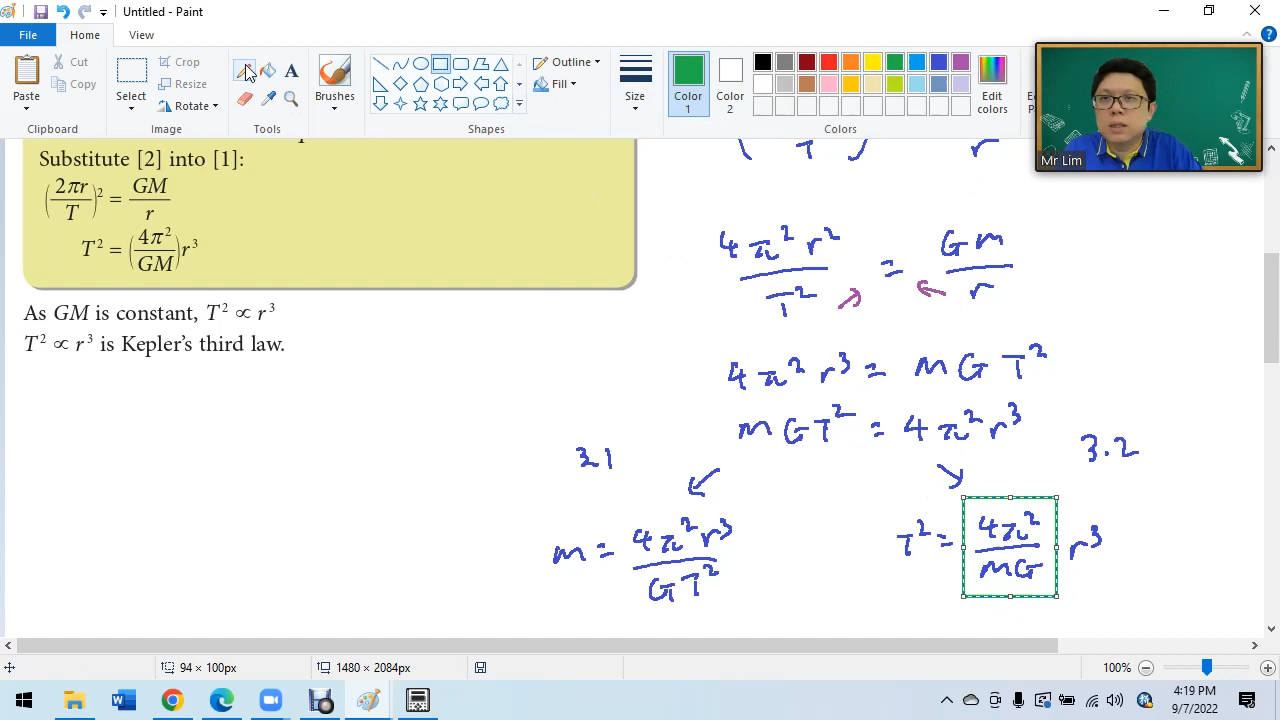 Untitled - Paint
File Home View
Paste Cut Copy Clipboard
Select Crop Resize Rotate Image
Tools
Brushes
Outline Fill Shapes
Size
Color 1 Color 2 Edit colors Colors
Mr Lim
Substitute [2] into [1]:
(2πr/T)² = GM/r
T² = (4π²/GM)r³
As GM is constant, T² ∝ r³
T² ∝ r³ is Kepler's third law.
( T ) r
4π²r²/T² = Gm/r
4π²r³ = MGT²
MGT² = 4π²r³
3.1 3.2
m = 4π²r³/GT²
T² = 4π²/MG r³
94 × 100px 1480 × 2084px 100%
4:19 PM
9/7/2022